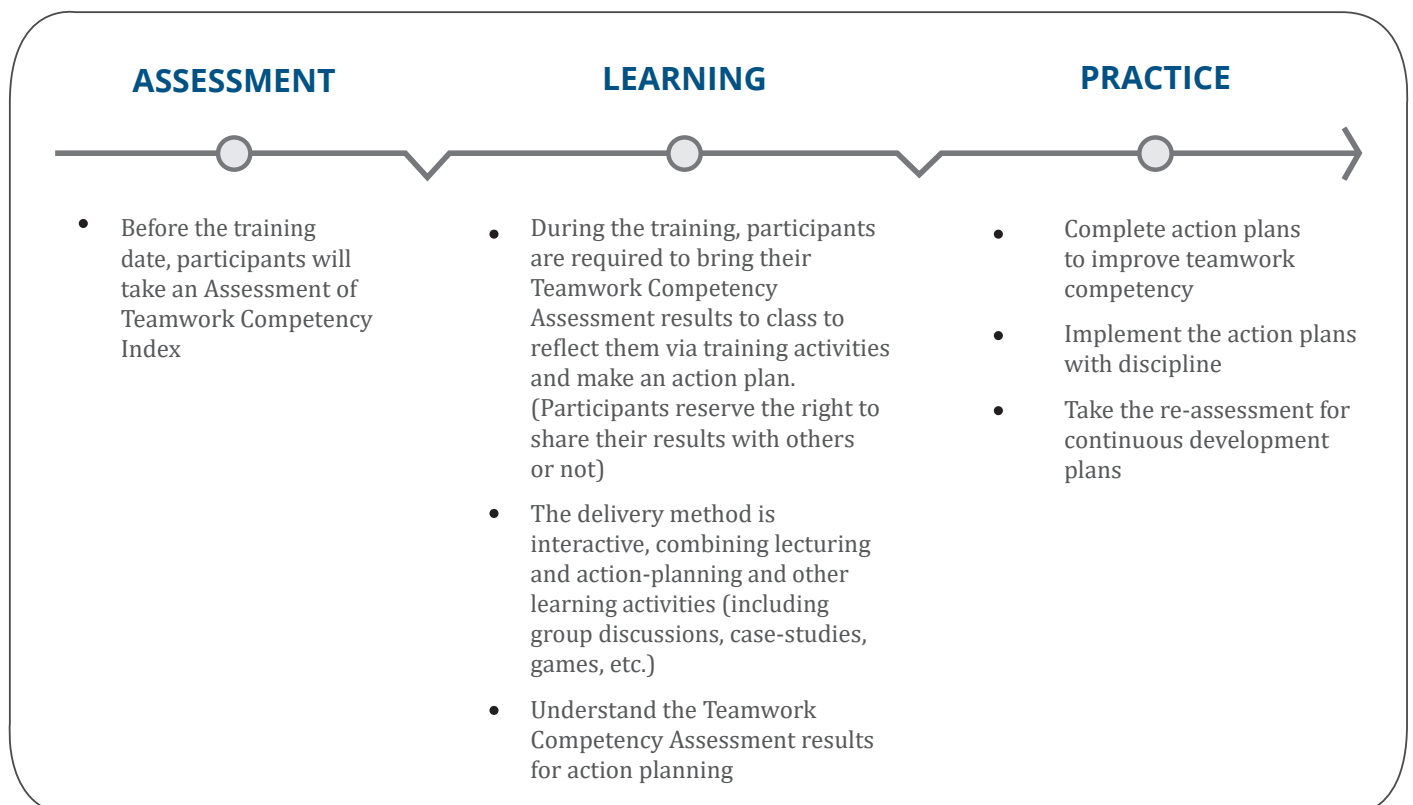 ASSESSMENT
LEARNING
PRACTICE
• Before the training
date, participants will
take an Assessment of
Teamwork Competency
Index
• During the training, participants
are required to bring their
Teamwork Competency
Assessment results to class to
reflect them via training activities
and make an action plan.
(Participants reserve the right to
share their results with others
or not)
• The delivery method is
interactive, combining lecturing
and action-planning and other
learning activities (including
group discussions, case-studies,
games, etc.)
• Understand the Teamwork
Competency Assessment results
for action planning
• Complete action plans
to improve teamwork
competency
• Implement the action plans
with discipline
• Take the re-assessment for
continuous development
plans